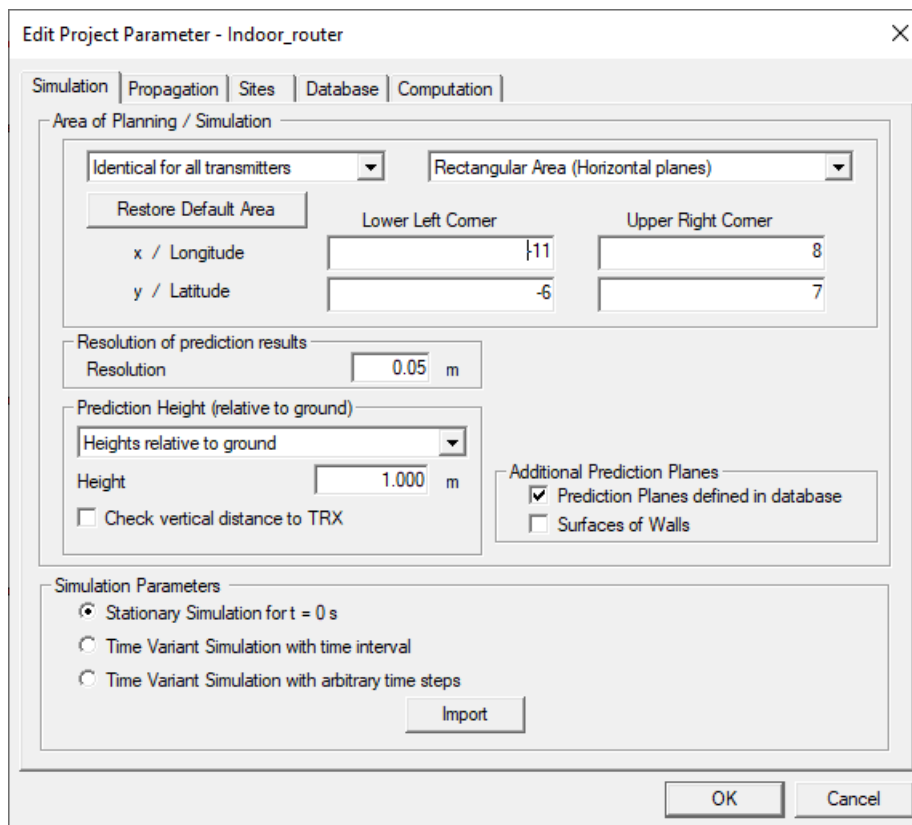 Edit Project Parameter - Indoor_router
Simulation Propagation Sites Database Computation
Area of Planning / Simulation
Identical for all transmitters Rectangular Area (Horizontal planes)
Restore Default Area Lower Left Corner Upper Right Corner
x / Longitude -11 8
y / Latitude -6 7
Resolution of prediction results
Resolution 0.05 m
Prediction Height (relative to ground)
Heights relative to ground
Height 1.000 m
Check vertical distance to TRX
Additional Prediction Planes
Prediction Planes defined in database
Surfaces of Walls
Simulation Parameters
Stationary Simulation for t = 0 s
Time Variant Simulation with time interval
Time Variant Simulation with arbitrary time steps
Import
OK Cancel